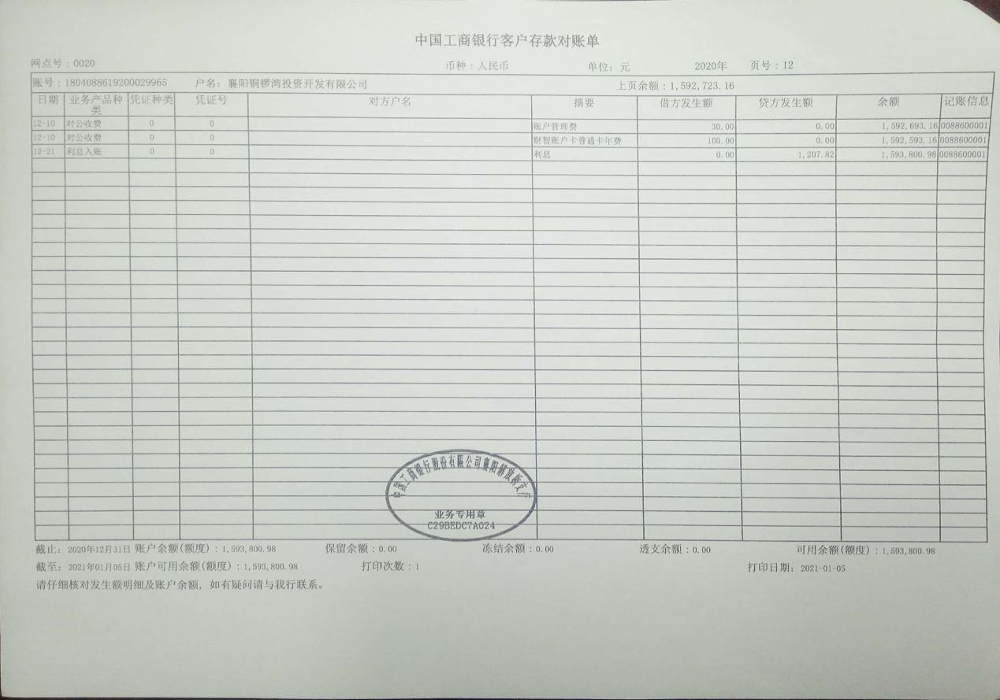 中国工商银行客户存款对账单
网点号：0020 币种：人民币 单位：元 2020年 页号：12
账号：1804088619200029965 户名：襄阳铜锣湾投资开发有限公司 上页余额：1,592,723.16
日期 业务产品种类 凭证种类 凭证号 对方户名 摘要 借方发生额 贷方发生额 余额 记账信息
12-10 对公收费 0 0 账户管理费 30.00 0.00 1,592,693.16 0088600001
12-10 对公收费 0 0 财智账户卡普通卡年费 100.00 0.00 1,592,593.16 0088600001
12-21 利息入账 0 0 利息 0.00 1,207.82 1,593,800.98 0088600001
中国工商银行股份有限公司襄阳解放桥支行
业务专用章
C29BEDC7A024
截止：2020年12月31日 账户余额(额度)：1,593,800.98 保留余额：0.00 冻结余额：0.00 透支余额：0.00 可用余额(额度)：1,593,800.98
截至：2021年01月05日 账户可用余额(额度)：1,593,800.98 打印次数：1 打印日期：2021-01-05
请仔细核对发生额明细及账户余额，如有疑问请与我行联系。